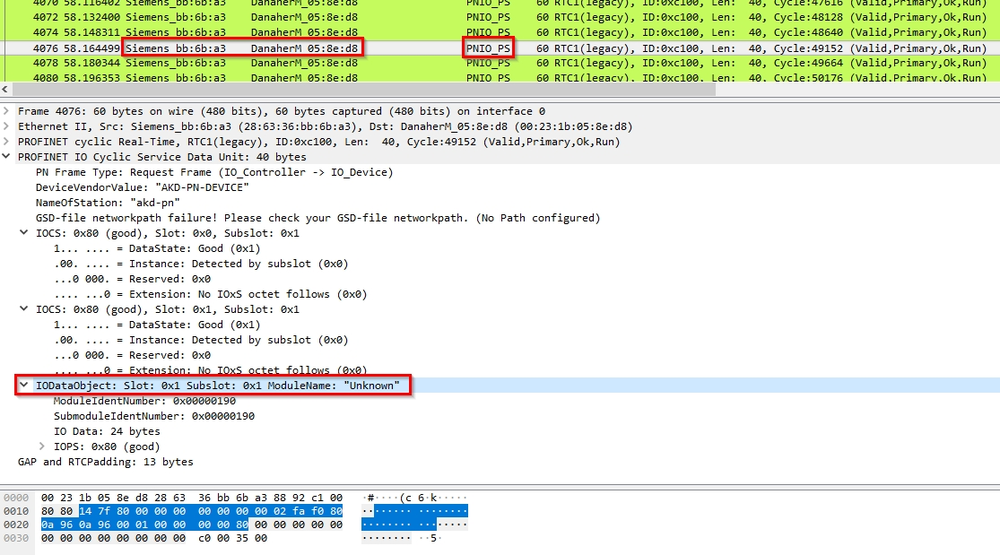 4070 58.116402 Siemens_bb:6b:a3 DanaherM_05:8e:d8 PNIO_PS 60 RTC1(legacy), ID:0xc100, Len: 40, Cycle:47616 (Valid,Primary,Ok,Run)
4072 58.132400 Siemens_bb:6b:a3 DanaherM_05:8e:d8 PNIO_PS 60 RTC1(legacy), ID:0xc100, Len: 40, Cycle:48128 (Valid,Primary,Ok,Run)
4074 58.148311 Siemens_bb:6b:a3 DanaherM_05:8e:d8 PNIO_PS 60 RTC1(legacy), ID:0xc100, Len: 40, Cycle:48640 (Valid,Primary,Ok,Run)
4076 58.164499 Siemens_bb:6b:a3 DanaherM_05:8e:d8 PNIO_PS 60 RTC1(legacy), ID:0xc100, Len: 40, Cycle:49152 (Valid,Primary,Ok,Run)
4078 58.180344 Siemens_bb:6b:a3 DanaherM_05:8e:d8 PNIO_PS 60 RTC1(legacy), ID:0xc100, Len: 40, Cycle:49664 (Valid,Primary,Ok,Run)
4080 58.196353 Siemens_bb:6b:a3 DanaherM_05:8e:d8 PNIO_PS 60 RTC1(legacy), ID:0xc100, Len: 40, Cycle:50176 (Valid,Primary,Ok,Run)
Frame 4076: 60 bytes on wire (480 bits), 60 bytes captured (480 bits) on interface 0
Ethernet II, Src: Siemens_bb:6b:a3 (28:63:36:bb:6b:a3), Dst: DanaherM_05:8e:d8 (00:23:1b:05:8e:d8)
PROFINET cyclic Real-Time, RTC1(legacy), ID:0xc100, Len: 40, Cycle:49152 (Valid,Primary,Ok,Run)
PROFINET IO Cyclic Service Data Unit: 40 bytes
PN Frame Type: Request Frame (IO_Controller -> IO_Device)
DeviceVendorValue: "AKD-PN-DEVICE"
NameOfStation: "akd-pn"
GSD-file networkpath failure! Please check your GSD-file networkpath. (No Path configured)
IOCS: 0x80 (good), Slot: 0x0, Subslot: 0x1
1... .... = DataState: Good (0x1)
.00. .... = Instance: Detected by subslot (0x0)
...0 000. = Reserved: 0x0
.... ...0 = Extension: No IOxS octet follows (0x0)
IOCS: 0x80 (good), Slot: 0x1, Subslot: 0x1
1... .... = DataState: Good (0x1)
.00. .... = Instance: Detected by subslot (0x0)
...0 000. = Reserved: 0x0
.... ...0 = Extension: No IOxS octet follows (0x0)
IODataObject: Slot: 0x1 Subslot: 0x1 ModuleName: "Unknown"
ModuleIdentNumber: 0x00000190
SubmoduleIdentNumber: 0x00000190
IO Data: 24 bytes
IOPS: 0x80 (good)
GAP and RTCPadding: 13 bytes
0000 00 23 1b 05 8e d8 28 63 36 bb 6b a3 88 92 c1 00 ·#····(c 6·k·····
0010 80 80 14 7f 80 00 00 00 00 00 00 00 02 fa f0 80 ········ ········
0020 0a 96 0a 96 00 01 00 00 00 00 80 00 00 00 00 00 ········ ········
0030 00 00 00 00 00 00 00 00 c0 00 35 00 ········ ··5·